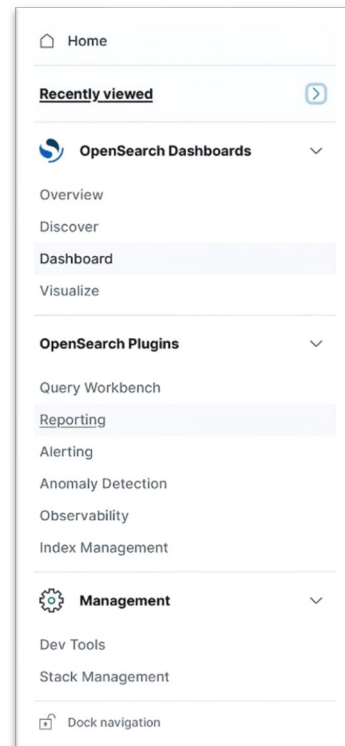 Home
Recently viewed
OpenSearch Dashboards
Overview
Discover
Dashboard
Visualize
OpenSearch Plugins
Query Workbench
Reporting
Alerting
Anomaly Detection
Observability
Index Management
Management
Dev Tools
Stack Management
Dock navigation